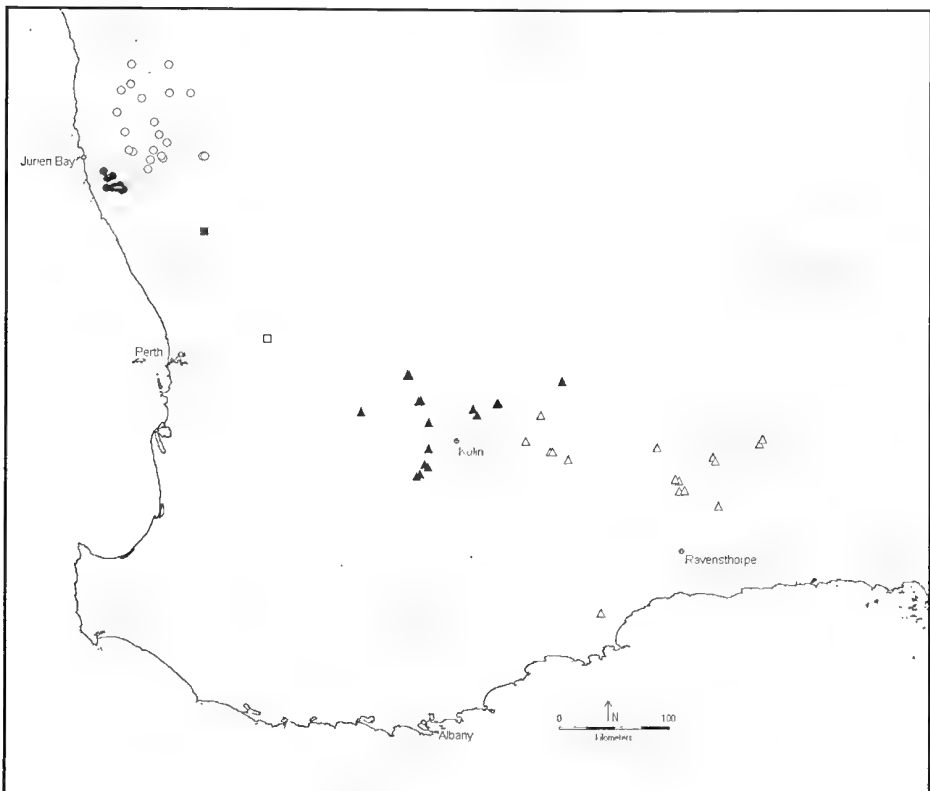 Jurien Bay
Perth
Kulin
Ravensthorpe
Albany
0 N 100
kilometers